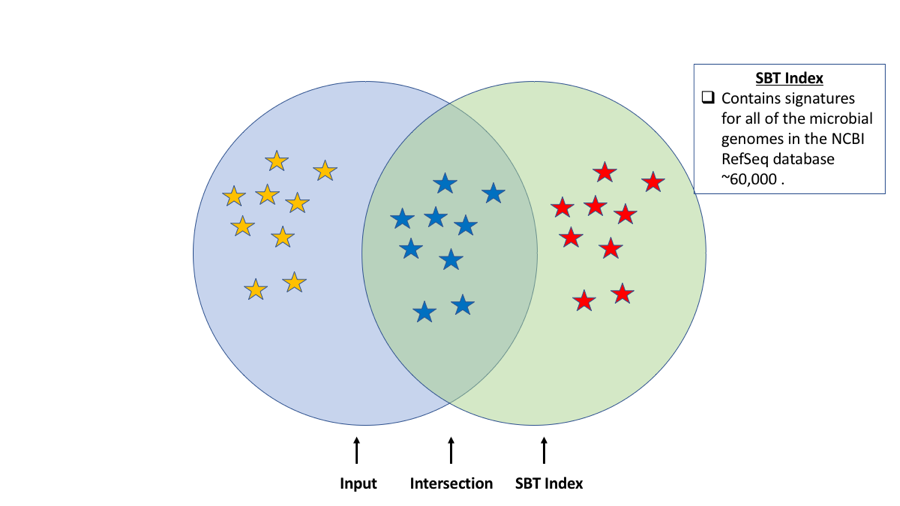 SBT Index
❑ Contains signatures
for all of the microbial
genomes in the NCBI
RefSeq database
~60,000 .
Input
Intersection
SBT Index